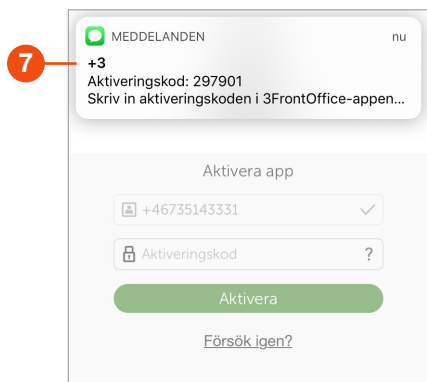 MEDDELANDEN nu
7
+3
Aktiveringskod: 297901
Skriv in aktiveringskoden i 3FrontOffice-appen...
Aktivera app
+46735143331
Aktiveringskod ?
Aktivera
Försök igen?